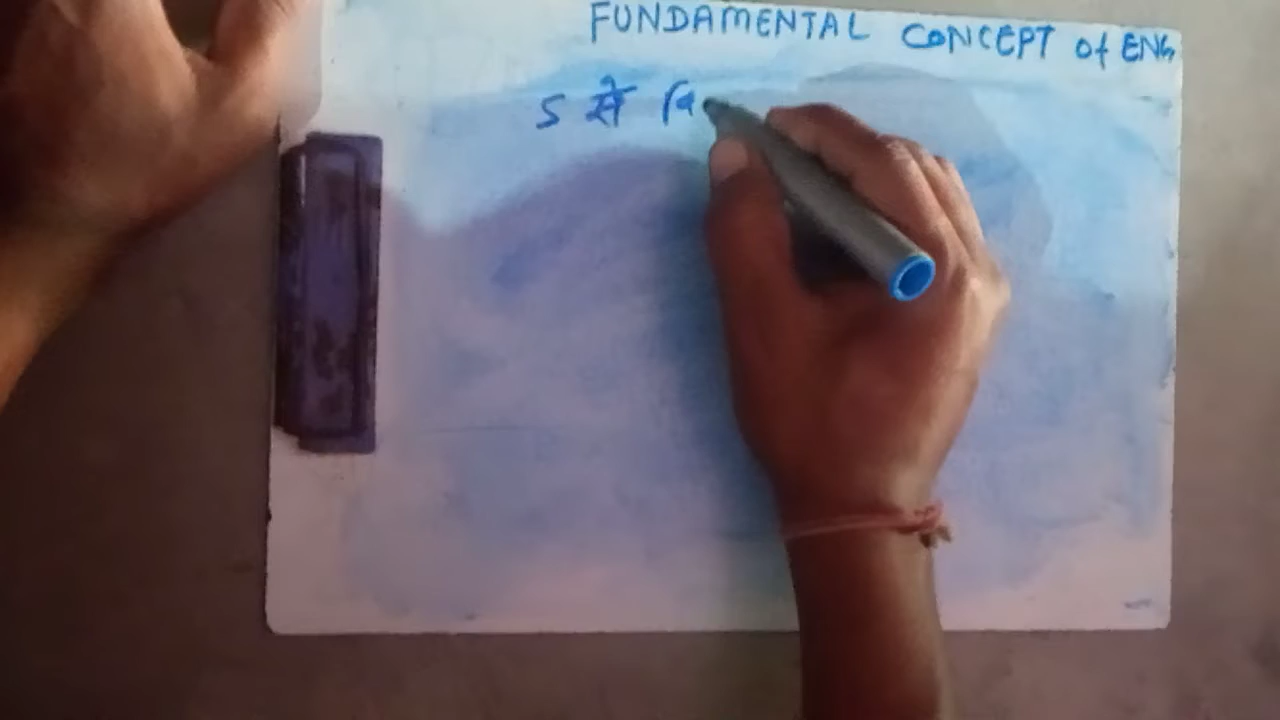 FUNDAMENTAL CONCEPT of ENG
S से